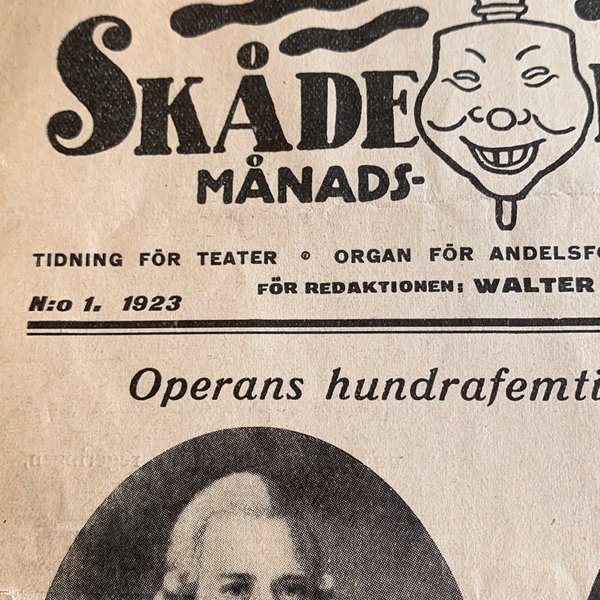 SKÅDE
MÅNADS-
TIDNING FÖR TEATER • ORGAN FÖR ANDELSFO
FÖR REDAKTIONEN: WALTER
N:o 1. 1923
Operans hundrafemti